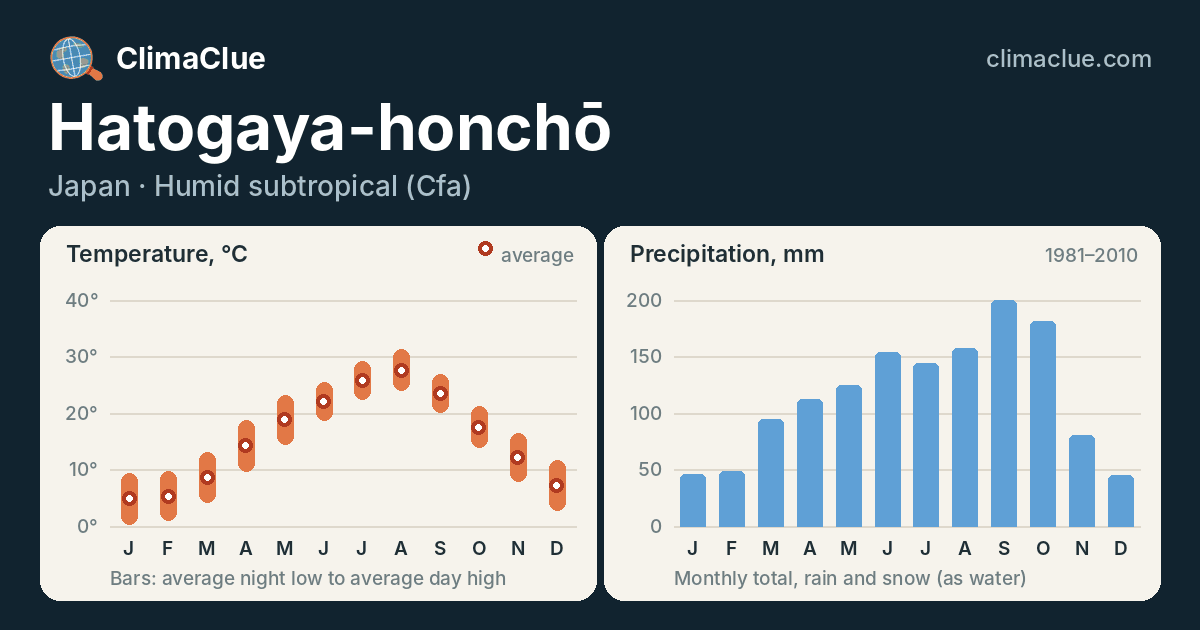 ClimaClue
climaclue.com
Hatogaya-honchō
Japan · Humid subtropical (Cfa)
Temperature, °C
average
40°
30°
20°
10°
0°
J F M A M J J A S O N D
Bars: average night low to average day high
Precipitation, mm
1981–2010
200
150
100
50
0
J F M A M J J A S O N D
Monthly total, rain and snow (as water)